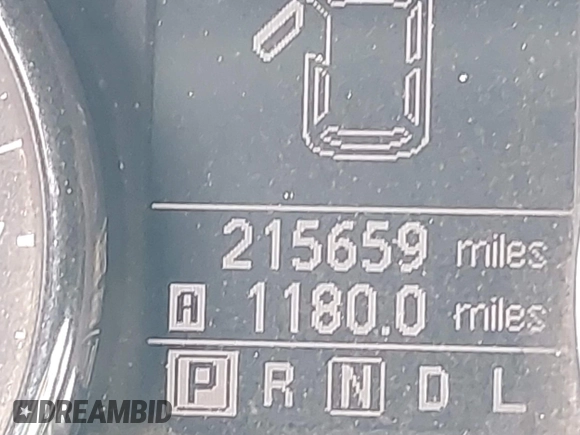 215659 miles
A 1180.0 miles
P R N D L
DREAMBID